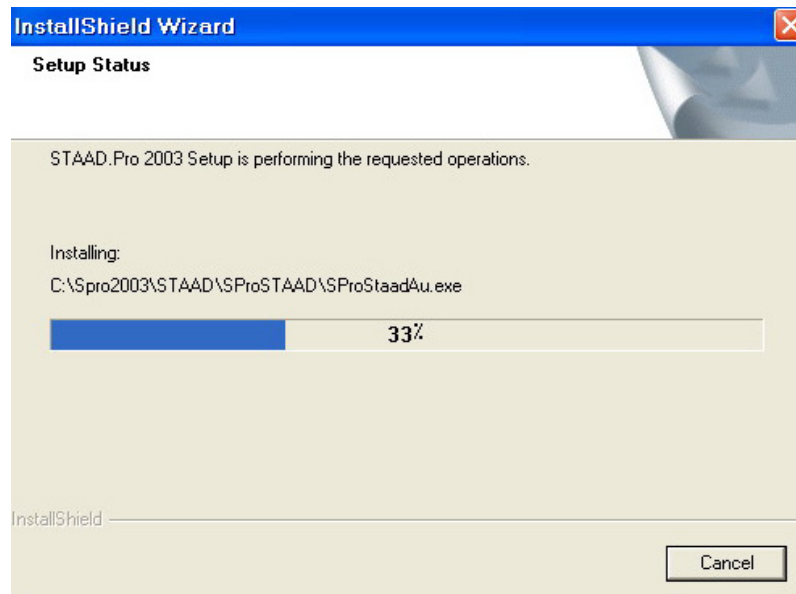 InstallShield Wizard
Setup Status
STAAD.Pro 2003 Setup is performing the requested operations.
Installing:
C:\Spro2003\STAAD\SProSTAAD\SProStaadAu.exe
33%
InstallShield
Cancel